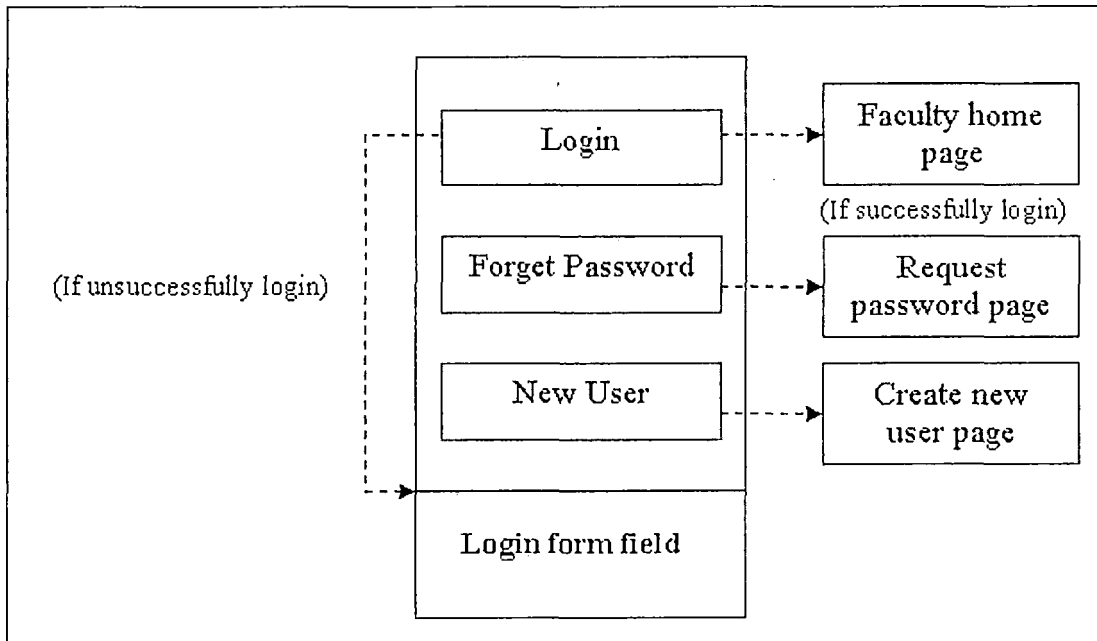 Login
Faculty home
page
(If successfully login)
Forget Password
Request
password page
(If unsuccessfully login)
New User
Create new
user page
Login form field